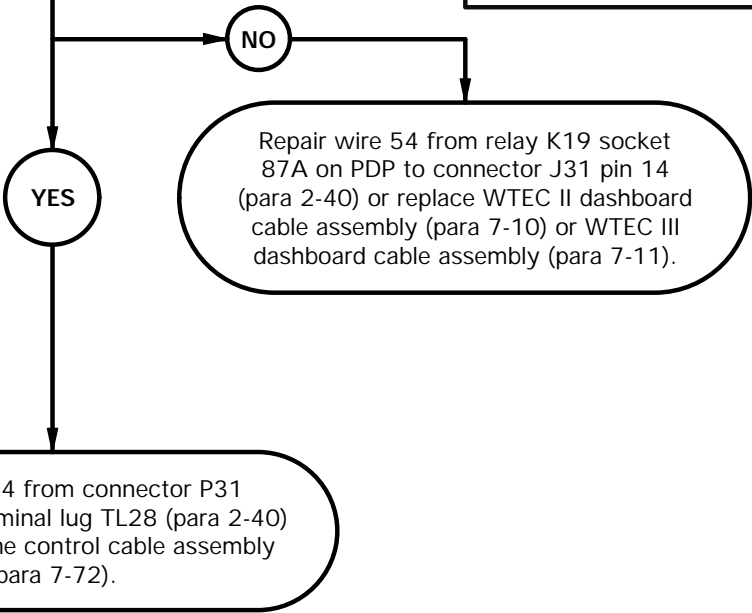 NO
Repair wire 54 from relay K19 socket
87A on PDP to connector J31 pin 14
(para 2-40) or replace WTEC II dashboard
cable assembly (para 7-10) or WTEC III
dashboard cable assembly (para 7-11).
YES
4 from connector P31
minal lug TL28 (para 2-40)
ne control cable assembly
para 7-72).